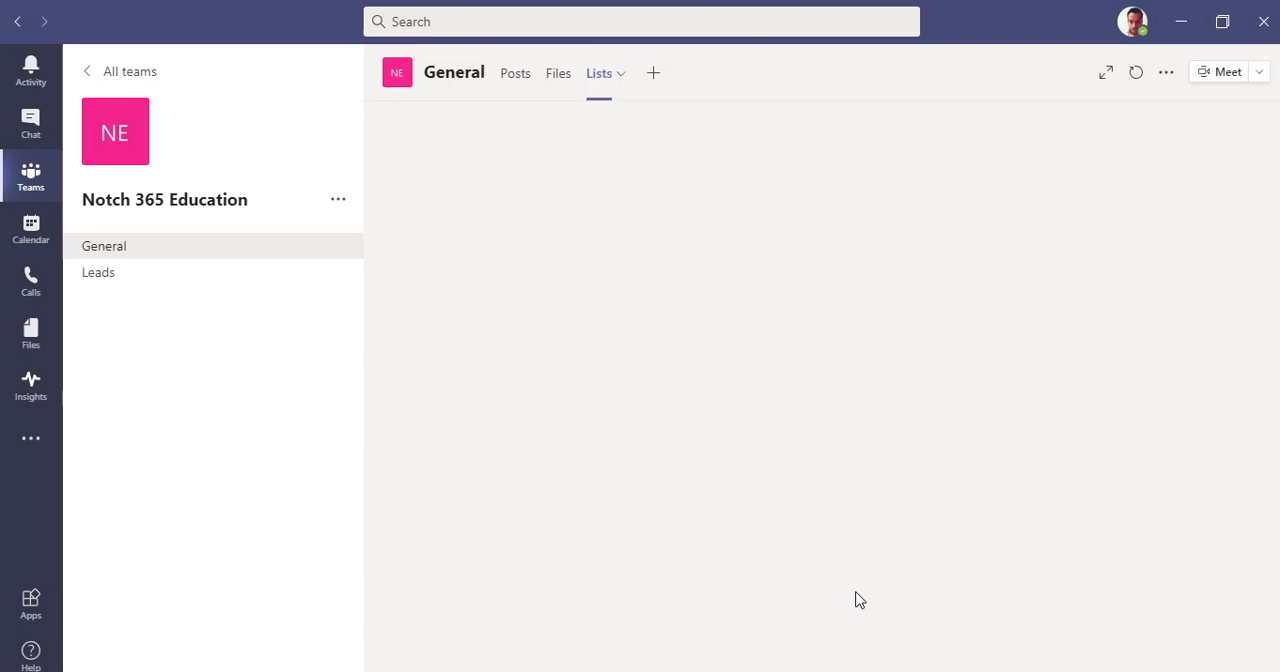 Search
Activity
Chat
Teams
Calendar
Calls
Files
Insights
Apps
Help
All teams
NE
Notch 365 Education
General
Leads
NE
General
Posts
Files
Lists
Meet